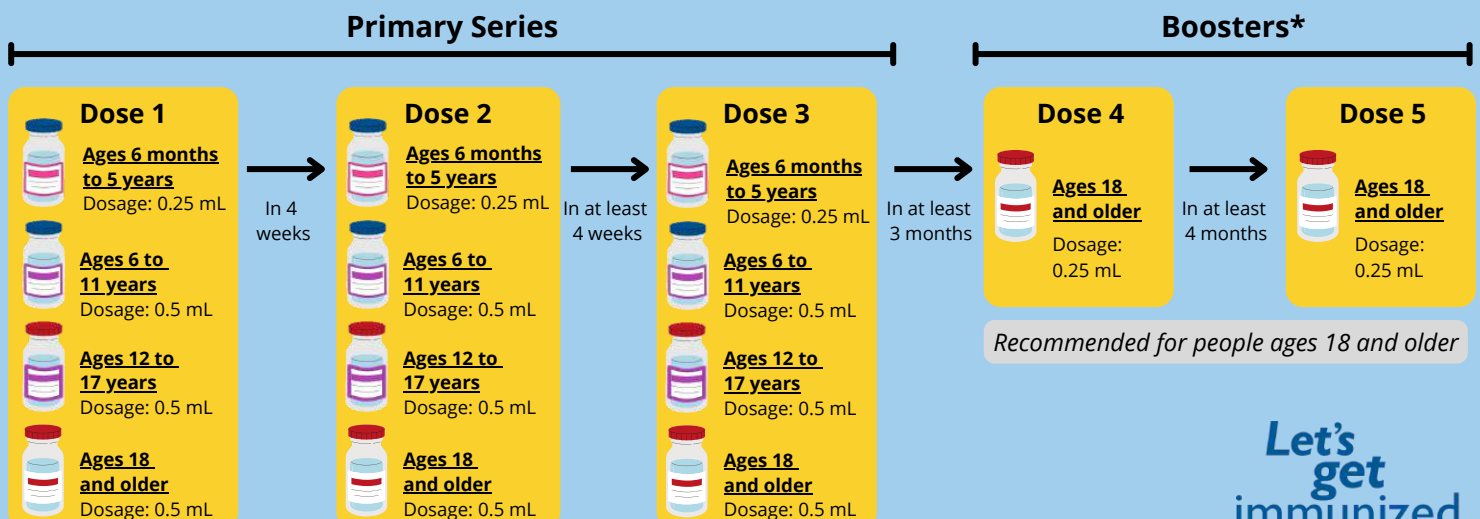 Primary Series
Boosters*
Dose 1
Ages 6 months
to 5 years
Dosage: 0.25 mL
Ages 6 to
11 years
Dosage: 0.5 mL
Ages 12 to
17 years
Dosage: 0.5 mL
Ages 18
and older
Dosage: 0.5 mL
In 4
weeks
Dose 2
Ages 6 months
to 5 years
Dosage: 0.25 mL
Ages 6 to
11 years
Dosage: 0.5 mL
Ages 12 to
17 years
Dosage: 0.5 mL
Ages 18
and older
Dosage: 0.5 mL
In at least
4 weeks
Dose 3
Ages 6 months
to 5 years
Dosage: 0.25 mL
Ages 6 to
11 years
Dosage: 0.5 mL
Ages 12 to
17 years
Dosage: 0.5 mL
Ages 18
and older
Dosage: 0.5 mL
In at least
3 months
Dose 4
Ages 18
and older
Dosage:
0.25 mL
In at least
4 months
Dose 5
Ages 18
and older
Dosage:
0.25 mL
Recommended for people ages 18 and older
Let's
get
immunized